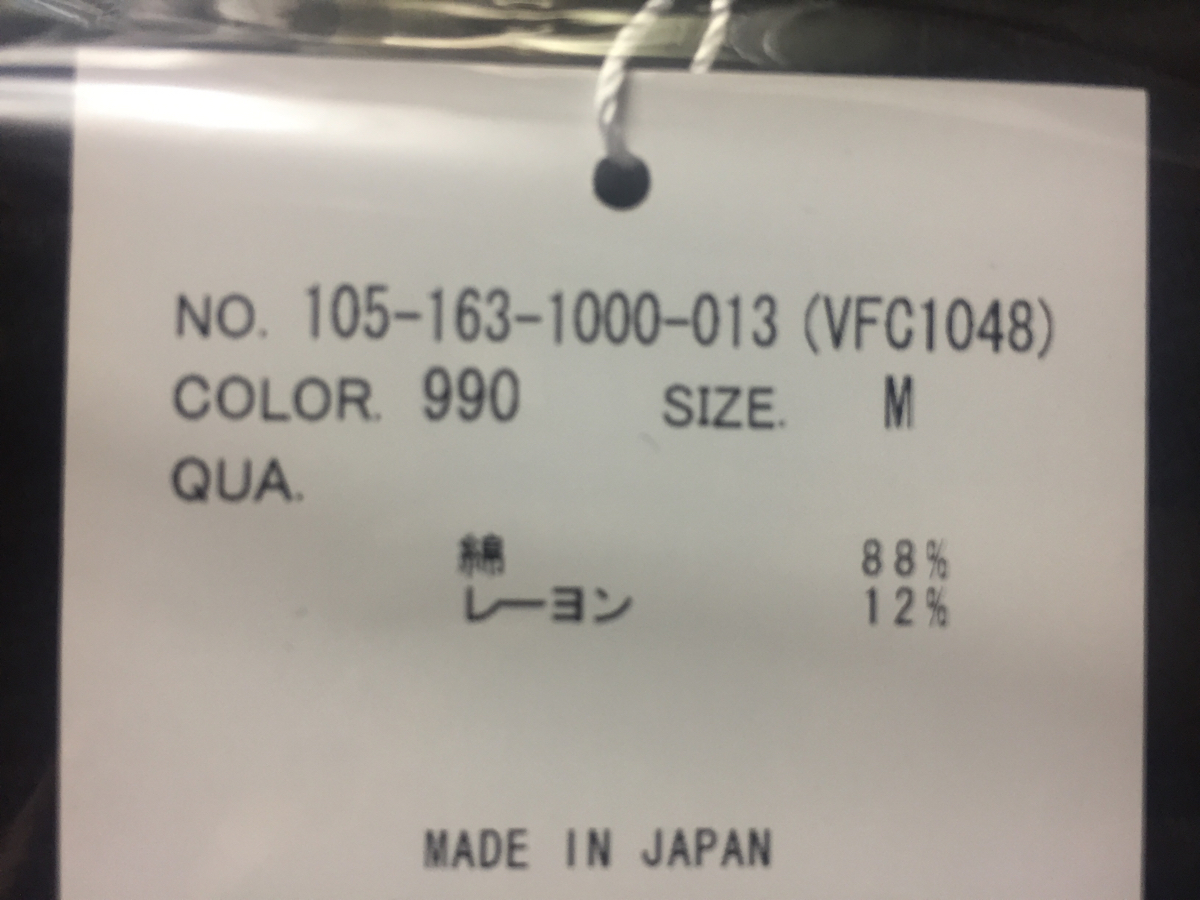 NO. 105-163-1000-013 (VFC1048)
COLOR. 990 SIZE. M
QUA.
綿 88%
レーヨン 12%
MADE IN JAPAN